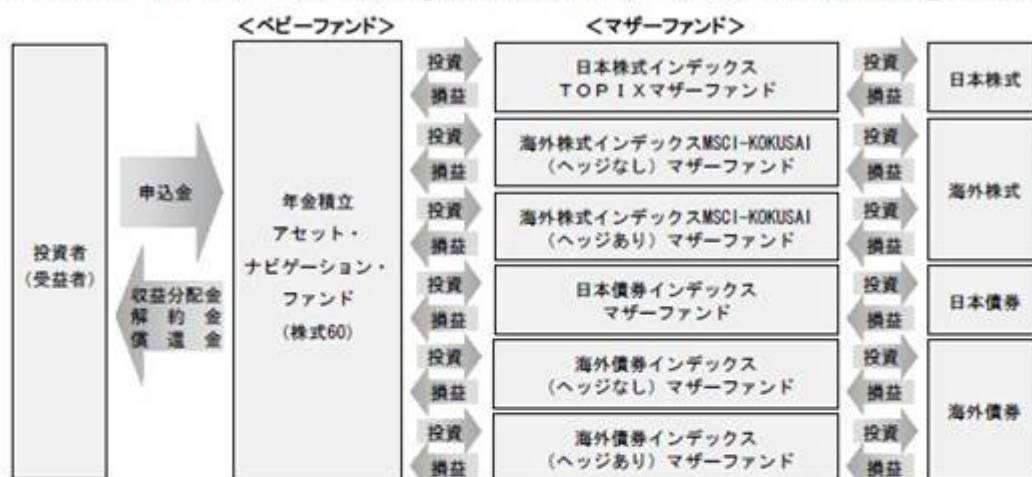 ＜ベビーファンド＞
＜マザーファンド＞
投資者
（受益者）
申込金
収益分配金
解約金
償還金
年金積立
アセット・
ナビゲーション・
ファンド
（株式60）
投資
損益
日本株式インデックス
ＴＯＰＩＸマザーファンド
投資
損益
日本株式
投資
損益
海外株式インデックスMSCI-KOKUSAI
（ヘッジなし）マザーファンド
投資
損益
海外株式
投資
損益
海外株式インデックスMSCI-KOKUSAI
（ヘッジあり）マザーファンド
投資
損益
投資
損益
日本債券インデックス
マザーファンド
投資
損益
日本債券
投資
損益
海外債券インデックス
（ヘッジなし）マザーファンド
投資
損益
海外債券
投資
損益
海外債券インデックス
（ヘッジあり）マザーファンド
投資
損益